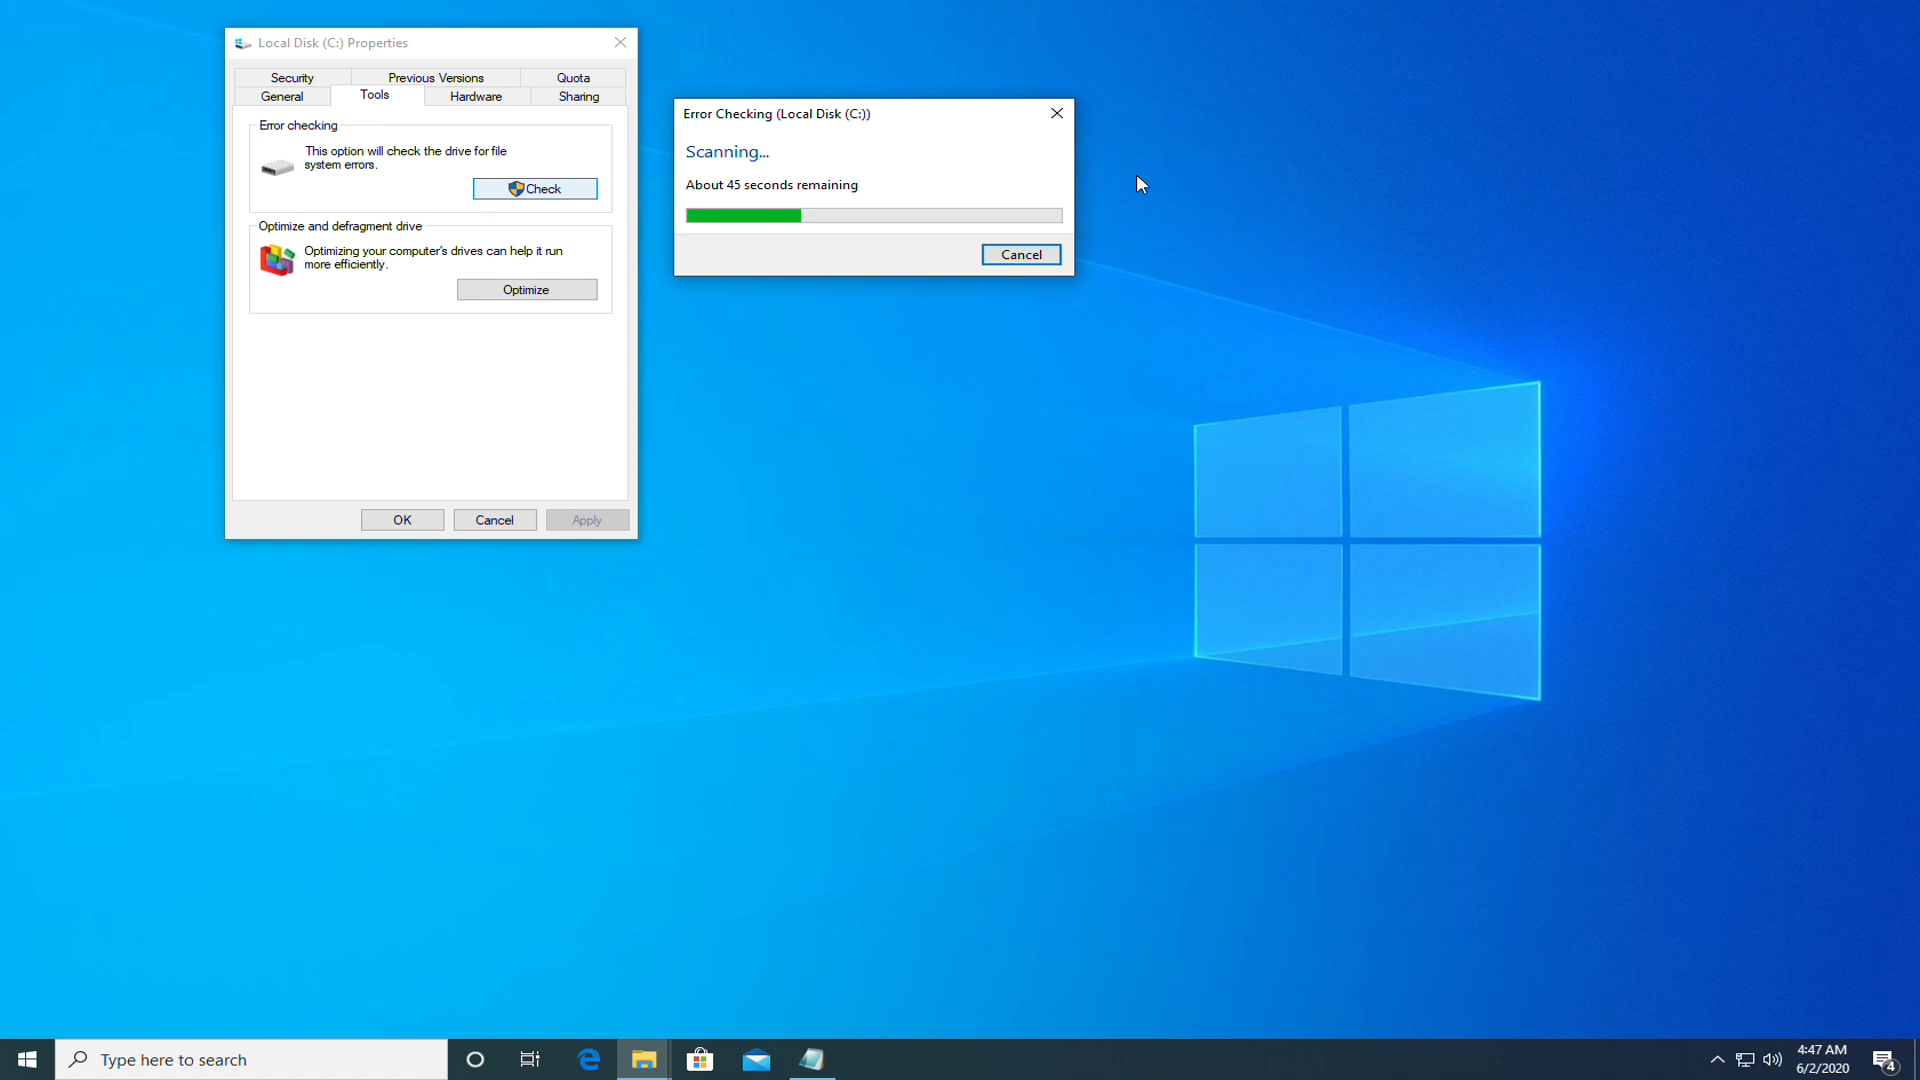 Local Disk (C:) Properties
Security
Previous Versions
Quota
General
Tools
Hardware
Sharing
Error checking
This option will check the drive for file
system errors.
Check
Optimize and defragment drive
Optimizing your computer's drives can help it run
more efficiently.
Optimize
OK
Cancel
Apply
Error Checking (Local Disk (C:))
Scanning...
About 45 seconds remaining
Cancel
Type here to search
4:47 AM
6/2/2020
4